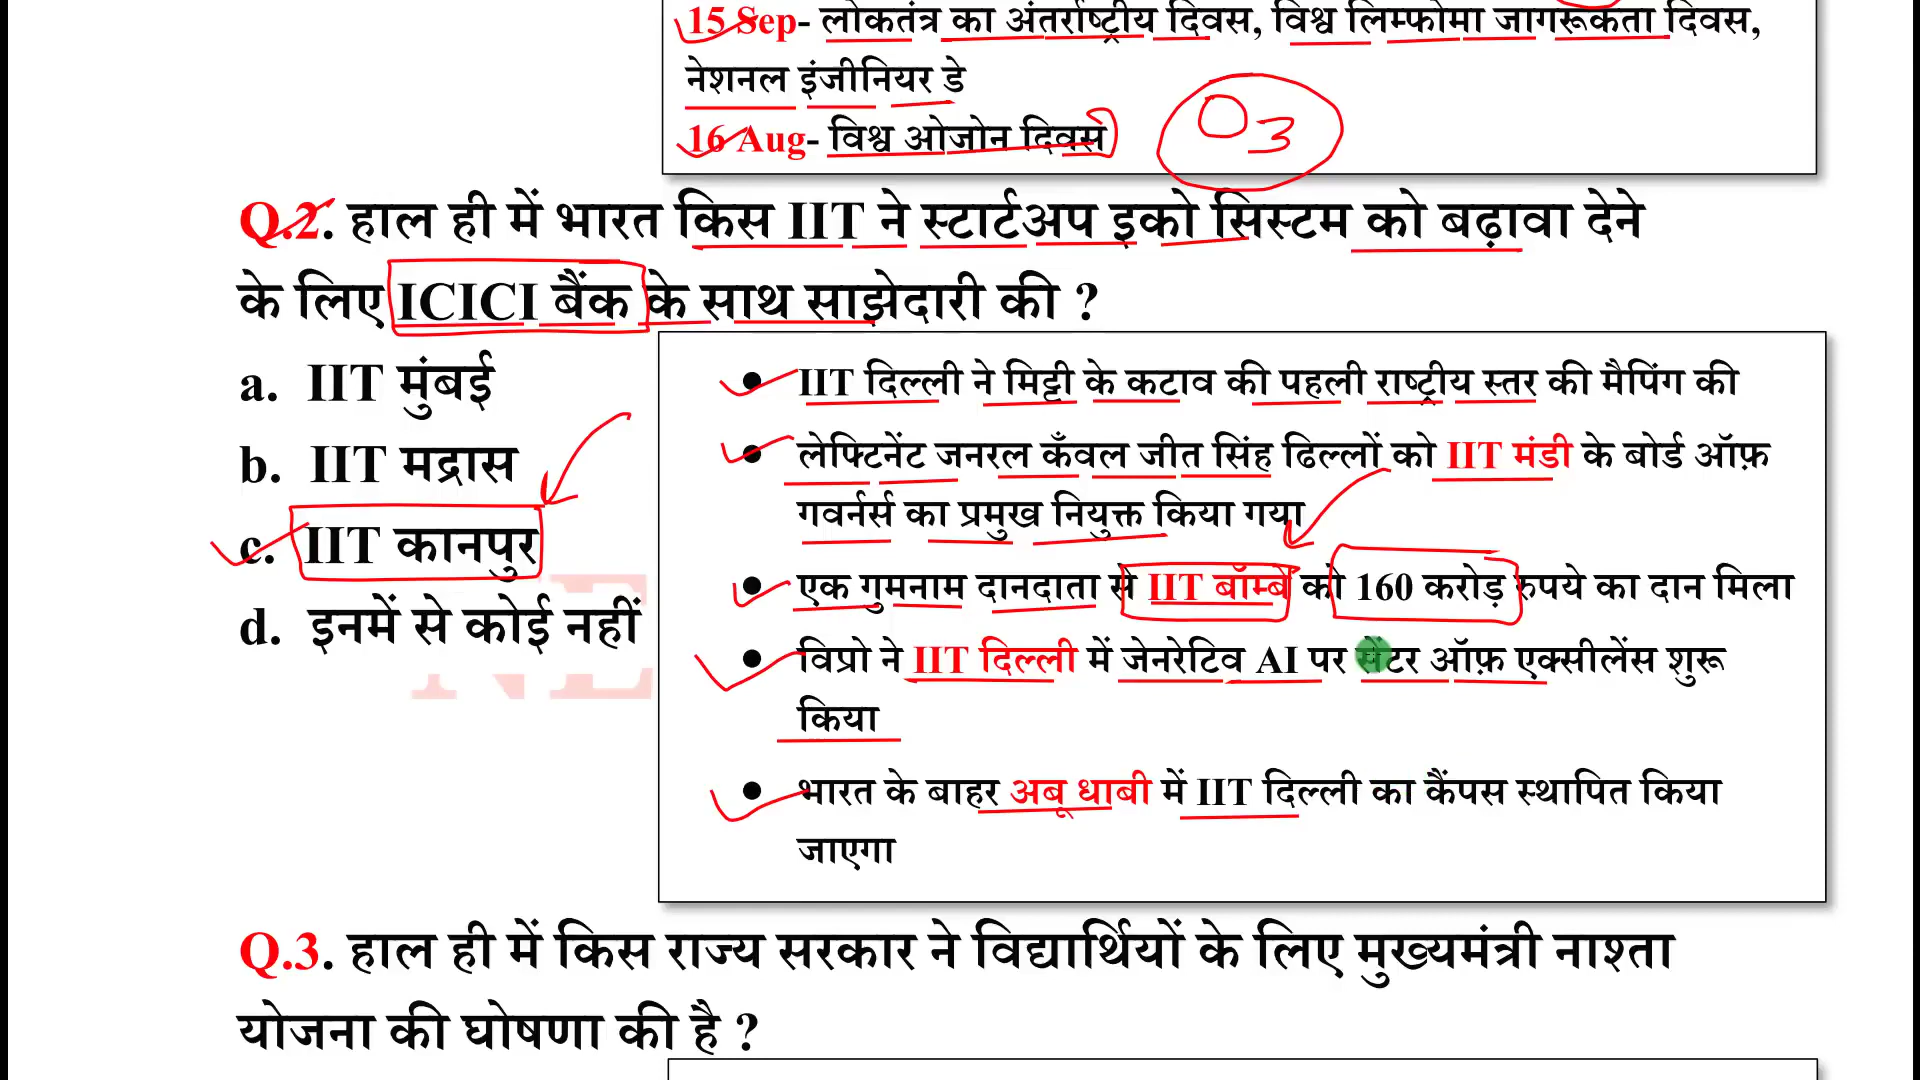 15 Sep- लोकतंत्र का अंतर्राष्ट्रीय दिवस, विश्व लिम्फोमा जागरूकता दिवस,
नेशनल इंजीनियर डे
16 Aug- विश्व ओजोन दिवस
O3
Q.2. हाल ही में भारत किस IIT ने स्टार्टअप इको सिस्टम को बढ़ावा देने
के लिए ICICI बैंक के साथ साझेदारी की ?
a. IIT मुंबई
b. IIT मद्रास
c. IIT कानपुर
d. इनमें से कोई नहीं
• IIT दिल्ली ने मिट्टी के कटाव की पहली राष्ट्रीय स्तर की मैपिंग की
• लेफ्टिनेंट जनरल कँवल जीत सिंह ढिल्लों को IIT मंडी के बोर्ड ऑफ़
गवर्नर्स का प्रमुख नियुक्त किया गया
• एक गुमनाम दानदाता से IIT बॉम्बे को 160 करोड़ रुपये का दान मिला
• विप्रो ने IIT दिल्ली में जेनरेटिव AI पर सेंटर ऑफ़ एक्सीलेंस शुरू
किया
• भारत के बाहर अबू धाबी में IIT दिल्ली का कैंपस स्थापित किया
जाएगा
Q.3. हाल ही में किस राज्य सरकार ने विद्यार्थियों के लिए मुख्यमंत्री नाश्ता
योजना की घोषणा की है ?